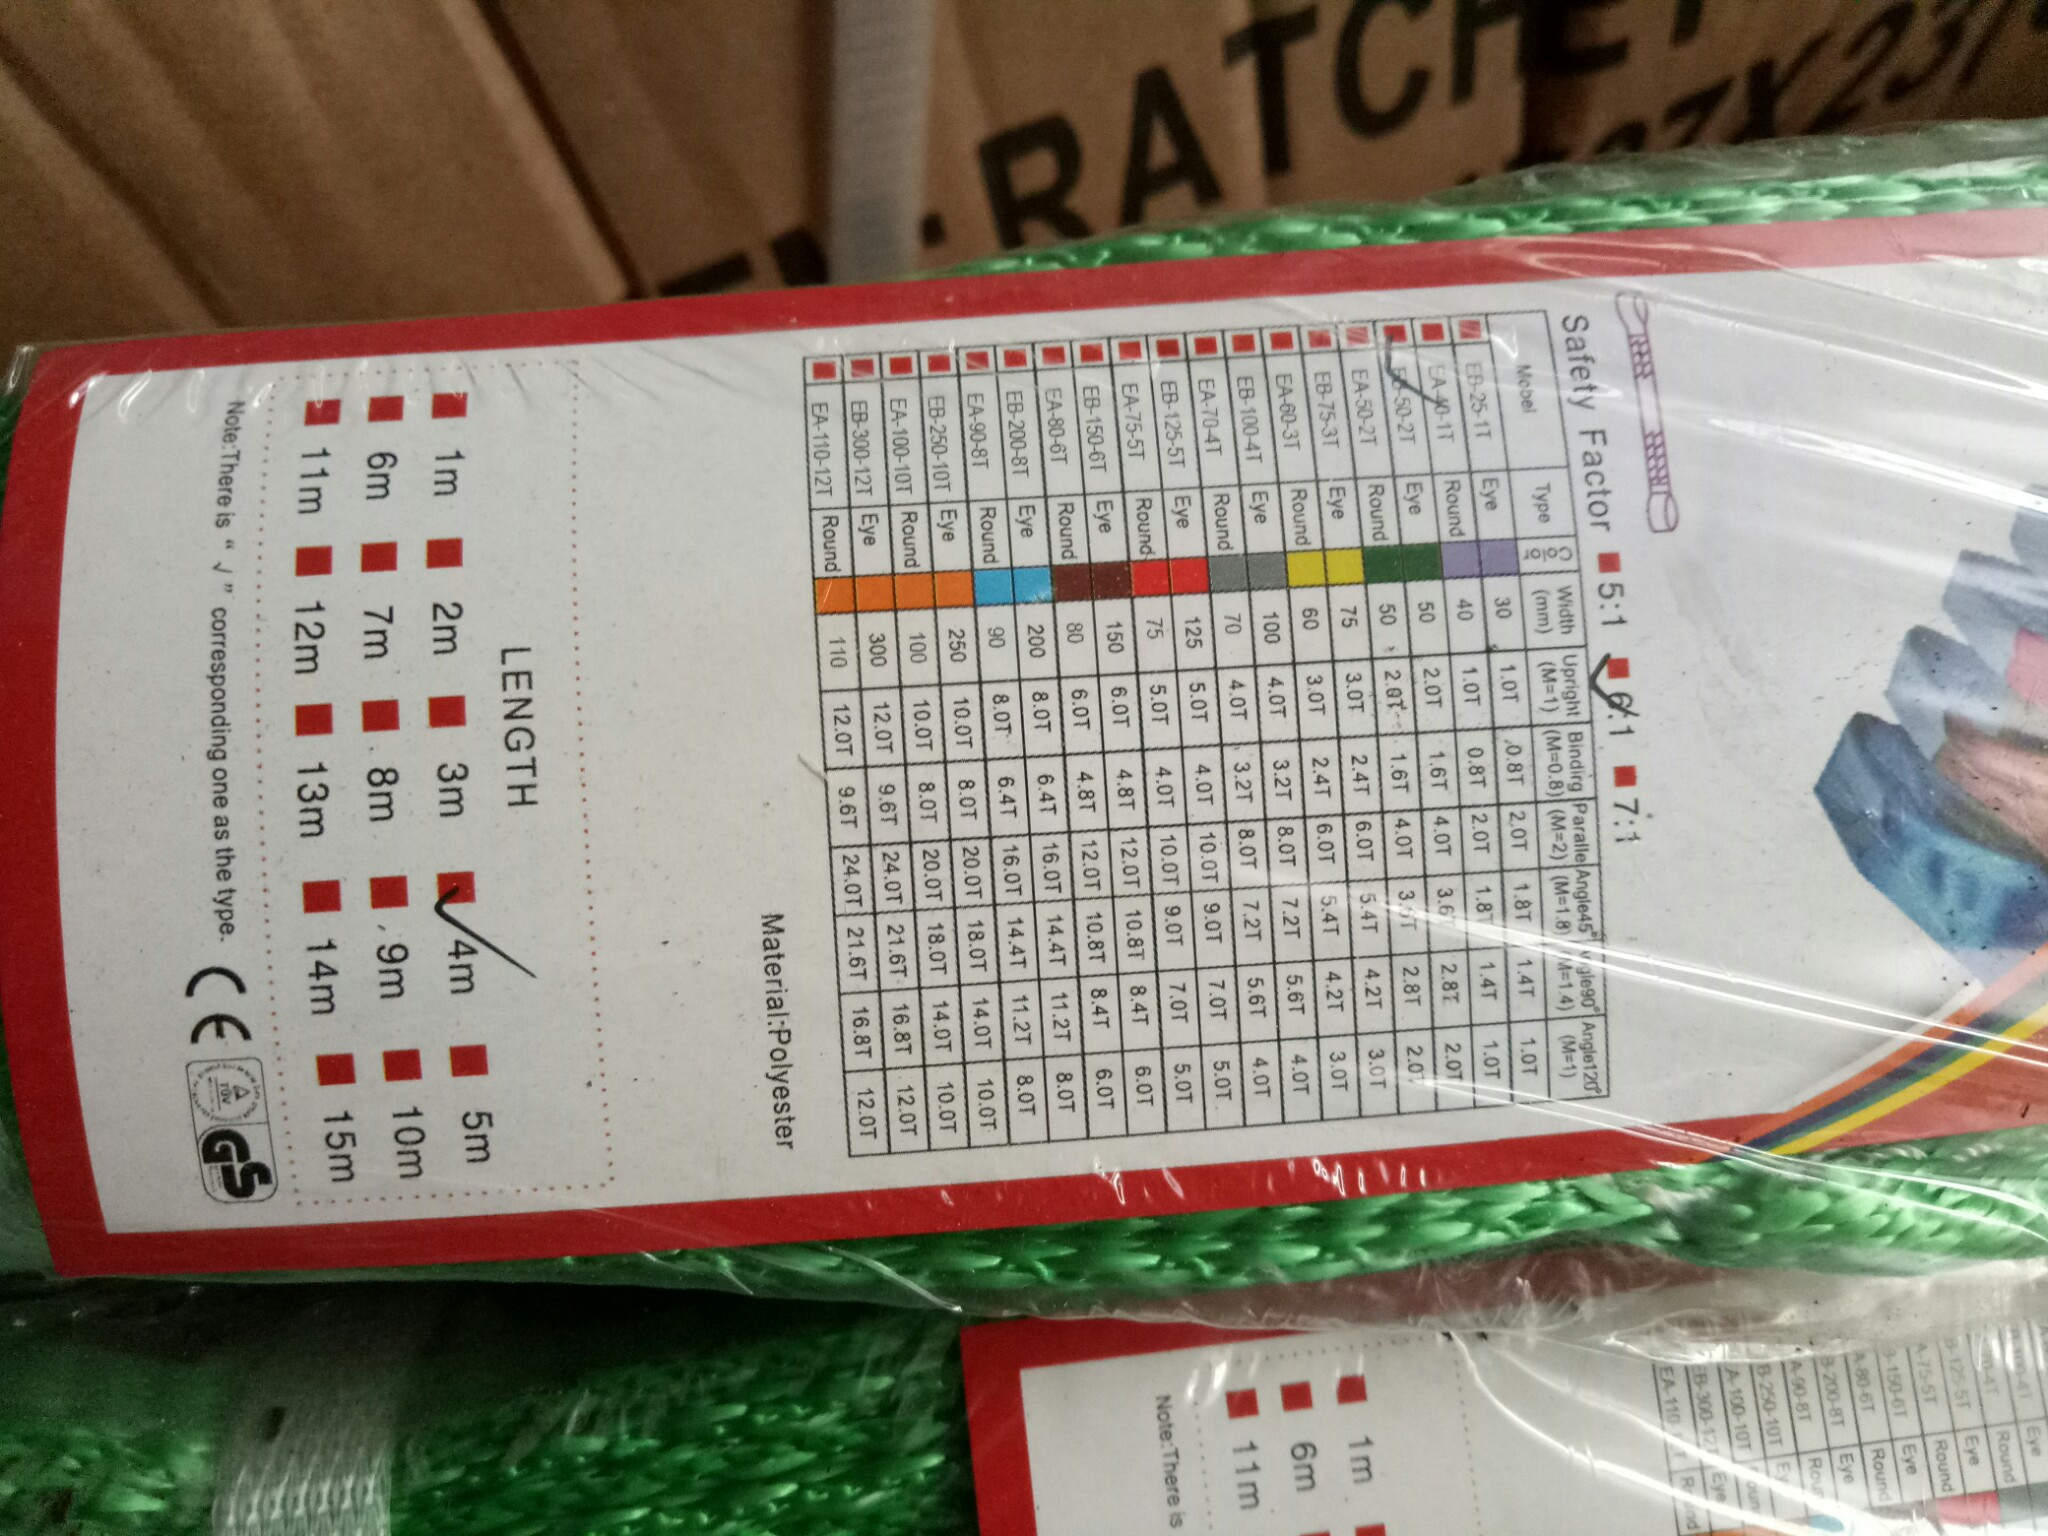 EN·RATCHET
Safety Factor 5:1 6:1 7:1
Mobel Type Width (mm) Upright (M=1) Bindirg (M=0.8) Paralle (M=2) Angle45° (M=1.8) Angle90° (M=1.4) Angle120° (M=1)
EB-25-1T Eye 30 1.0T 0.8T 2.0T 1.8T 1.4T 1.0T
EA-40-1T Round 40 1.0T 0.8T 2.0T 1.8T 1.4T 1.0T
EB-50-2T Eye 50 2.0T 1.6T 4.0T 3.6T 2.8T 2.0T
EA-50-2T Round 50 2.0T 1.6T 4.0T 2.8T 2.0T
EB-75-3T Eye 75 3.0T 2.4T 6.0T 5.4T 4.2T 3.0T
EA-60-3T Round 60 3.0T 2.4T 6.0T 5.4T 4.2T 3.0T
EB-100-4T Eye 100 4.0T 3.2T 8.0T 7.2T 5.6T 4.0T
EA-70-4T Round 70 4.0T 3.2T 8.0T 7.2T 5.6T 4.0T
EB-125-5T Eye 125 5.0T 4.0T 10.0T 9.0T 7.0T 5.0T
EA-75-5T Round 75 5.0T 4.0T 10.0T 9.0T 7.0T 5.0T
EB-150-6T Eye 150 6.0T 4.8T 12.0T 10.8T 8.4T 6.0T
EA-80-6T Round 80 6.0T 4.8T 12.0T 10.8T 8.4T 6.0T
EB-200-8T Eye 200 8.0T 6.4T 16.0T 14.4T 11.2T 8.0T
EA-90-8T Round 90 8.0T 6.4T 16.0T 14.4T 11.2T 8.0T
EB-250-10T Eye 250 10.0T 8.0T 20.0T 18.0T 14.0T 10.0T
EA-100-10T Round 100 10.0T 8.0T 20.0T 18.0T 14.0T 10.0T
EB-300-12T Eye 300 12.0T 9.6T 24.0T 21.6T 16.8T 12.0T
EA-110-12T Round 110 12.0T 9.6T 24.0T 21.6T 16.8T 12.0T
Material:Polyester
LENGTH
1m 2m 3m 4m 5m
6m 7m 8m 9m 10m
11m 12m 13m 14m 15m
Note:There is “ √ ” corresponding one as the type.
CE TÜV GS
1m
6m
11m
Note:There is